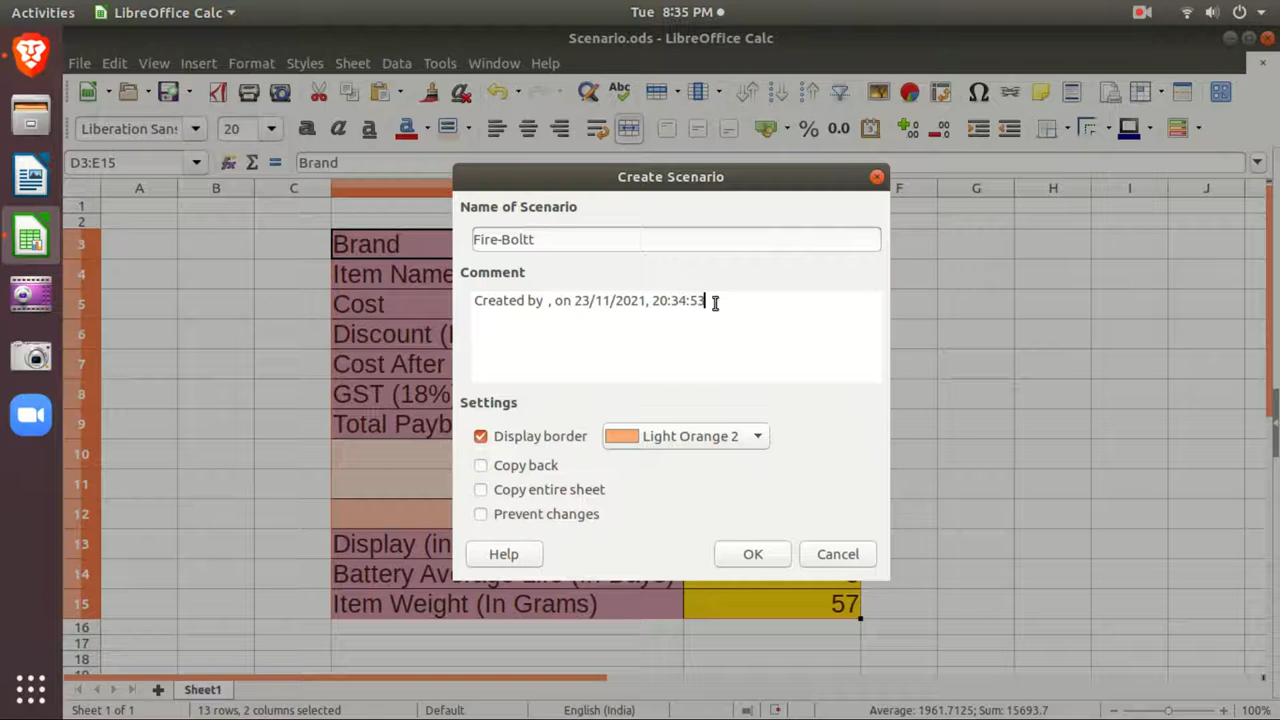 Activities LibreOffice Calc Tue 8:35 PM
Scenario.ods - LibreOffice Calc
File Edit View Insert Format Styles Sheet Data Tools Window Help
Liberation Sans 20
D3:E15 Brand
A B C F G H I J
Create Scenario
Name of Scenario
Fire-Boltt
Comment
Created by , on 23/11/2021, 20:34:53
Settings
Display border Light Orange 2
Copy back
Copy entire sheet
Prevent changes
Help OK Cancel
1
2
3 Brand
4 Item Name
5 Cost
6 Discount (
7 Cost After
8 GST (18%)
9 Total Payb
10
11
12
13 Display (in
14 Battery Average Life (In Days)
15 Item Weight (In Grams) 57
16
17
18
Sheet1
Sheet 1 of 1 13 rows, 2 columns selected Default English (India) Average: 1961.7125; Sum: 15693.7 100%